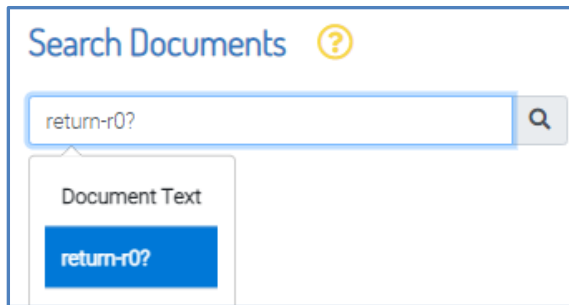 Search Documents ?
return-r0?
Document Text
return-r0?